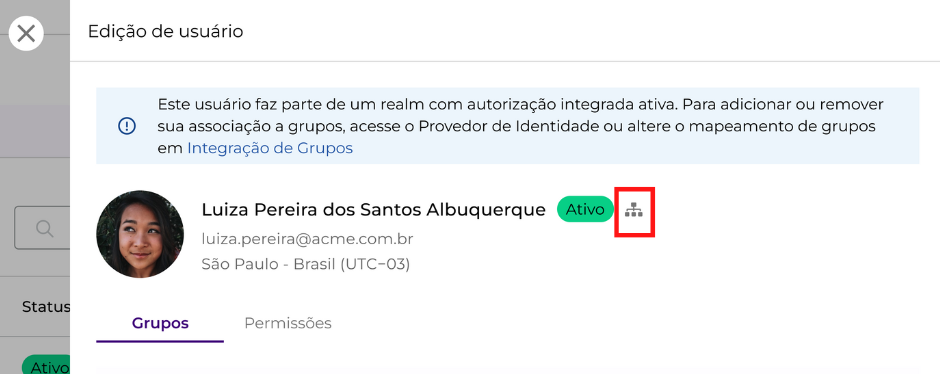 Edição de usuário
Este usuário faz parte de um realm com autorização integrada ativa. Para adicionar ou remover
sua associação a grupos, acesse o Provedor de Identidade ou altere o mapeamento de grupos
em Integração de Grupos
Luiza Pereira dos Santos Albuquerque Ativo
luiza.pereira@acme.com.br
São Paulo - Brasil (UTC−03)
Status
Grupos Permissões
Ativo